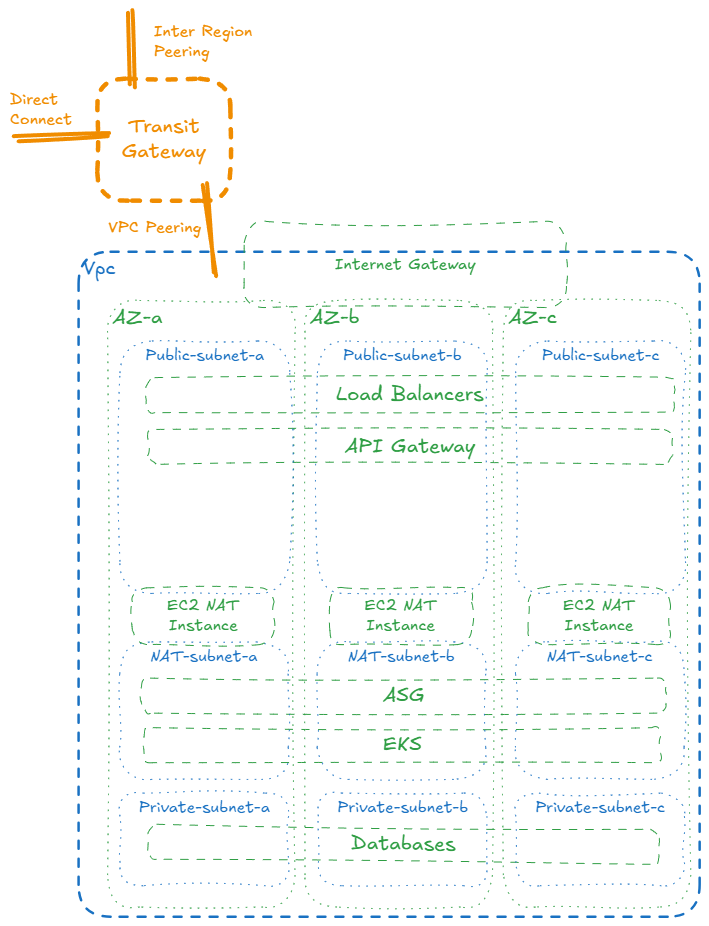 Inter Region
Peering
Direct
Connect
Transit
Gateway
VPC Peering
Internet Gateway
Vpc
AZ-a
AZ-b
AZ-c
Public-subnet-a
Public-subnet-b
Public-subnet-c
Load Balancers
API Gateway
EC2 NAT
Instance
EC2 NAT
Instance
EC2 NAT
Instance
NAT-subnet-a
NAT-subnet-b
NAT-subnet-c
ASG
EKS
Private-subnet-a
Private-subnet-b
Private-subnet-c
Databases